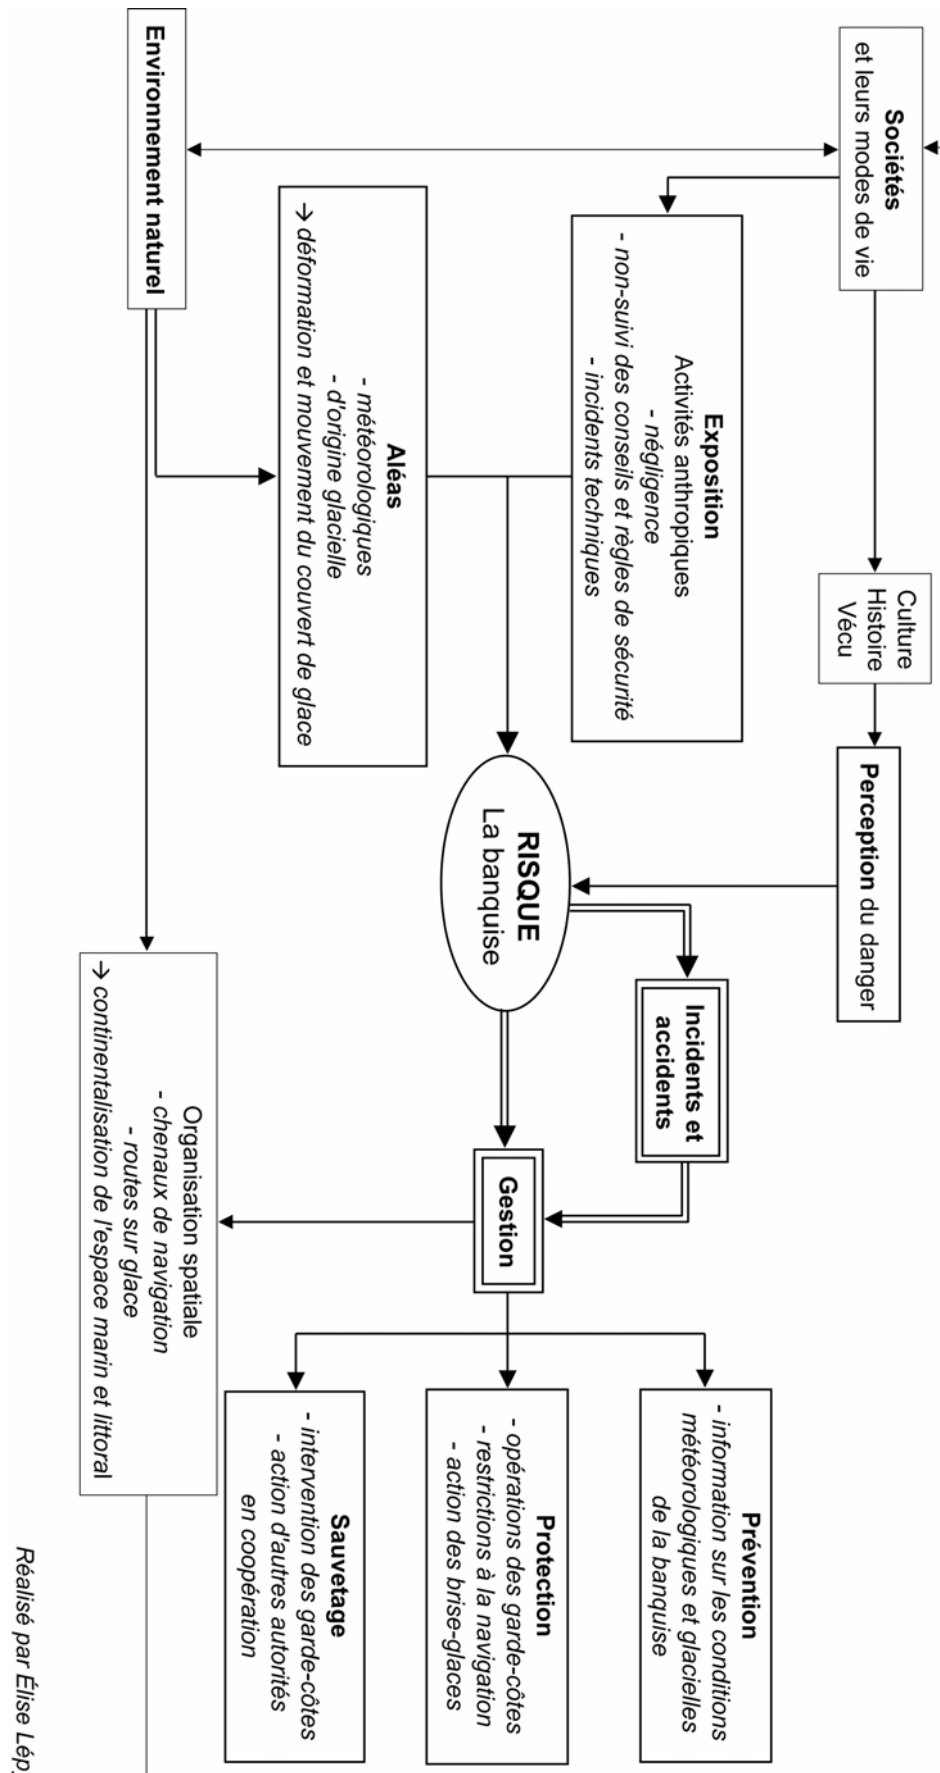 Sociétés
et leurs modes de vie
Culture
Histoire
Vécu
Perception du danger
Exposition
Activités anthropiques
- négligence
- non-suivi des conseils et règles de sécurité
- incidents techniques
Incidents et
accidents
Prévention
- information sur les conditions
météorologiques et glacielles
de la banquise
RISQUE
La banquise
Gestion
Protection
- opérations des garde-côtes
- restrictions à la navigation
- action des brise-glaces
Aléas
- météorologiques
- d'origine glacielle
→ déformation et mouvement du couvert de glace
Sauvetage
- intervention des garde-côtes
- action d'autres autorités
en coopération
Environnement naturel
Organisation spatiale
- chenaux de navigation
- routes sur glace
→ continentalisation de l'espace marin et littoral
Réalisé par Élise Lép